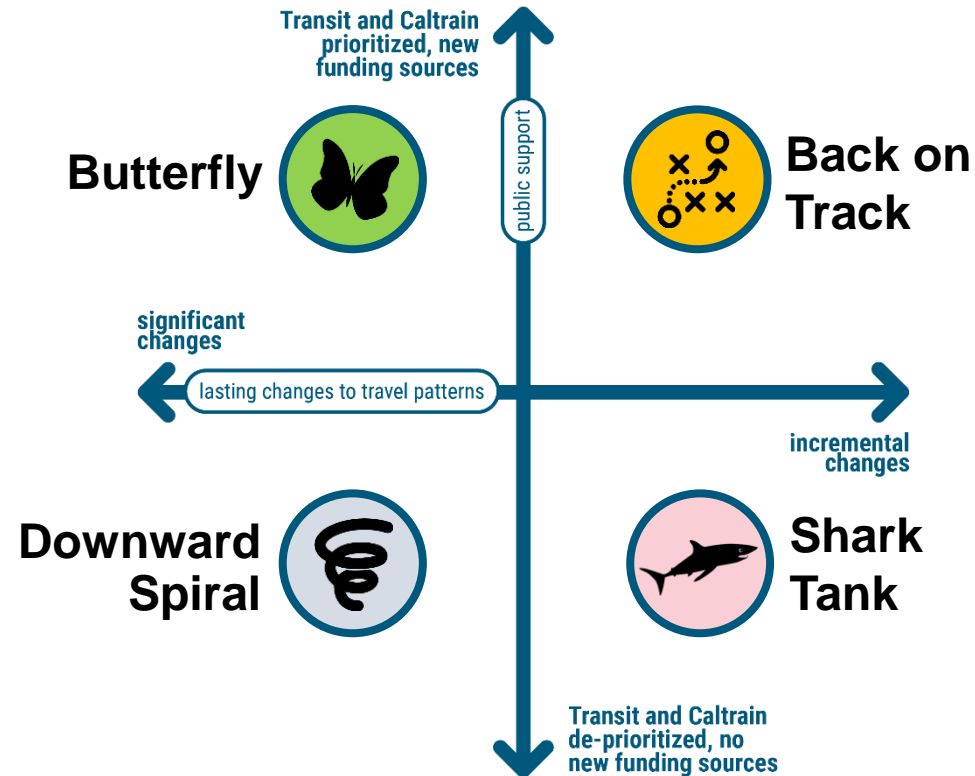 Transit and Caltrain
prioritized, new
funding sources
public support
Butterfly
Back on
Track
significant
changes
lasting changes to travel patterns
incremental
changes
Downward
Spiral
Shark
Tank
Transit and Caltrain
de-prioritized, no
new funding sources